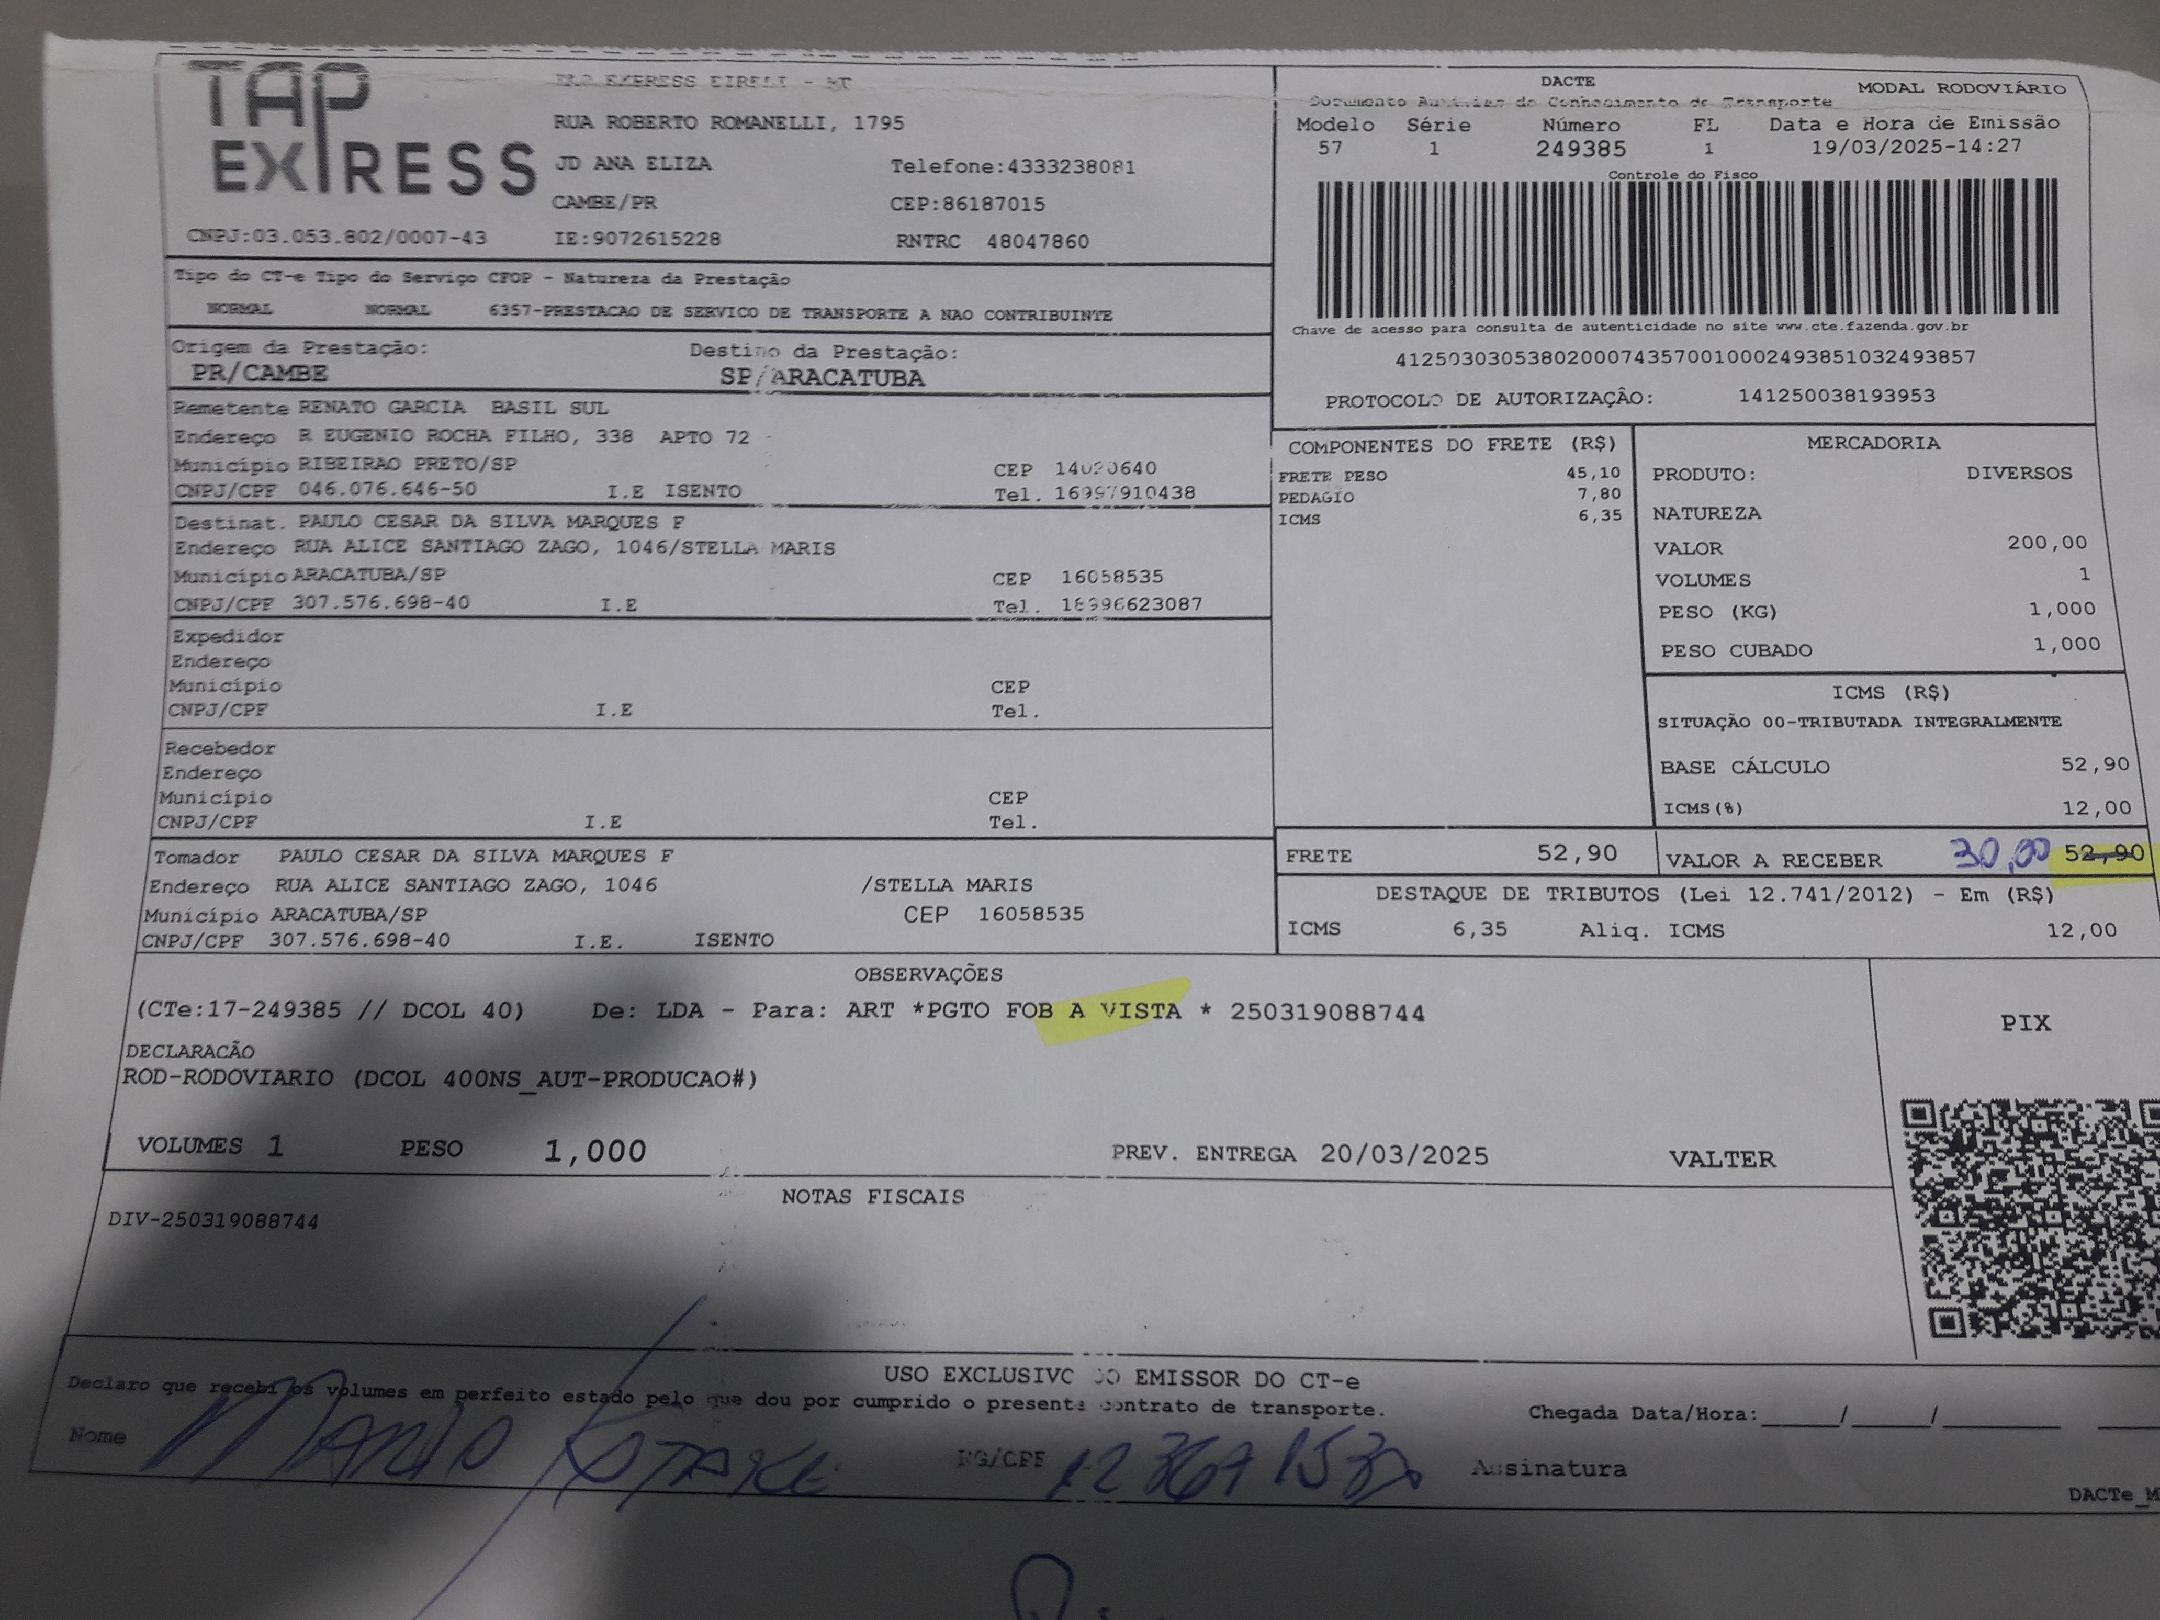 TAP
EXPRESS
TAP EXPRESS EIRELI -
RUA ROBERTO ROMANELLI, 1795
JD ANA ELIZA Telefone:4333238081
CAMBE/PR CEP:86187015
CNPJ:03.053.802/0007-43 IE:9072615228 RNTRC 48047860
DACTE MODAL RODOVIÁRIO
Documento Auxiliar do Conhecimento de Transporte
Modelo Série Número FL Data e Hora de Emissão
57 1 249385 1 19/03/2025-14:27
Controle do Fisco
Chave de acesso para consulta de autenticidade no site www.cte.fazenda.gov.br
41250303053802000743570010002493851032493857
PROTOCOLO DE AUTORIZAÇÃO: 141250038193953
Tipo do CT-e Tipo do Serviço CFOP - Natureza da Prestação
NORMAL NORMAL 6357-PRESTACAO DE SERVICO DE TRANSPORTE A NAO CONTRIBUINTE
Origem da Prestação: Destino da Prestação:
PR/CAMBE SP/ARACATUBA
Remetente RENATO GARCIA BASIL SUL
Endereço R EUGENIO ROCHA FILHO, 338 APTO 72
Município RIBEIRAO PRETO/SP CEP 14020640
CNPJ/CPF 046.076.646-50 I.E ISENTO Tel. 16997910438
Destinat. PAULO CESAR DA SILVA MARQUES F
Endereço RUA ALICE SANTIAGO ZAGO, 1046/STELLA MARIS
Município ARACATUBA/SP CEP 16058535
CNPJ/CPF 307.576.698-40 I.E Tel. 18996623087
Expedidor
Endereço
Município CEP
CNPJ/CPF I.E Tel.
Recebedor
Endereço
Município CEP
CNPJ/CPF I.E Tel.
Tomador PAULO CESAR DA SILVA MARQUES F
Endereço RUA ALICE SANTIAGO ZAGO, 1046 /STELLA MARIS
Município ARACATUBA/SP CEP 16058535
CNPJ/CPF 307.576.698-40 I.E. ISENTO
COMPONENTES DO FRETE (R$)
FRETE PESO 45,10
PEDAGIO 7,80
ICMS 6,35
MERCADORIA
PRODUTO: DIVERSOS
NATUREZA
VALOR 200,00
VOLUMES 1
PESO (KG) 1,000
PESO CUBADO 1,000
ICMS (R$)
SITUAÇÃO 00-TRIBUTADA INTEGRALMENTE
BASE CÁLCULO 52,90
ICMS(%) 12,00
FRETE 52,90 VALOR A RECEBER 30,00 52,90
DESTAQUE DE TRIBUTOS (Lei 12.741/2012) - Em (R$)
ICMS 6,35 Aliq. ICMS 12,00
OBSERVAÇÕES
(CTe:17-249385 // DCOL 40) De: LDA - Para: ART *PGTO FOB A VISTA * 250319088744
DECLARACÃO
ROD-RODOVIARIO (DCOL 400NS_AUT-PRODUCAO#)
VOLUMES 1 PESO 1,000 PREV. ENTREGA 20/03/2025 VALTER
PIX
NOTAS FISCAIS
DIV-250319088744
USO EXCLUSIVO DO EMISSOR DO CT-e
Declaro que recebi os volumes em perfeito estado pelo que dou por cumprido o presente contrato de transporte.
Chegada Data/Hora:_____/_____/_______
Nome MARIO KOTAKE RG/CPF Assinatura